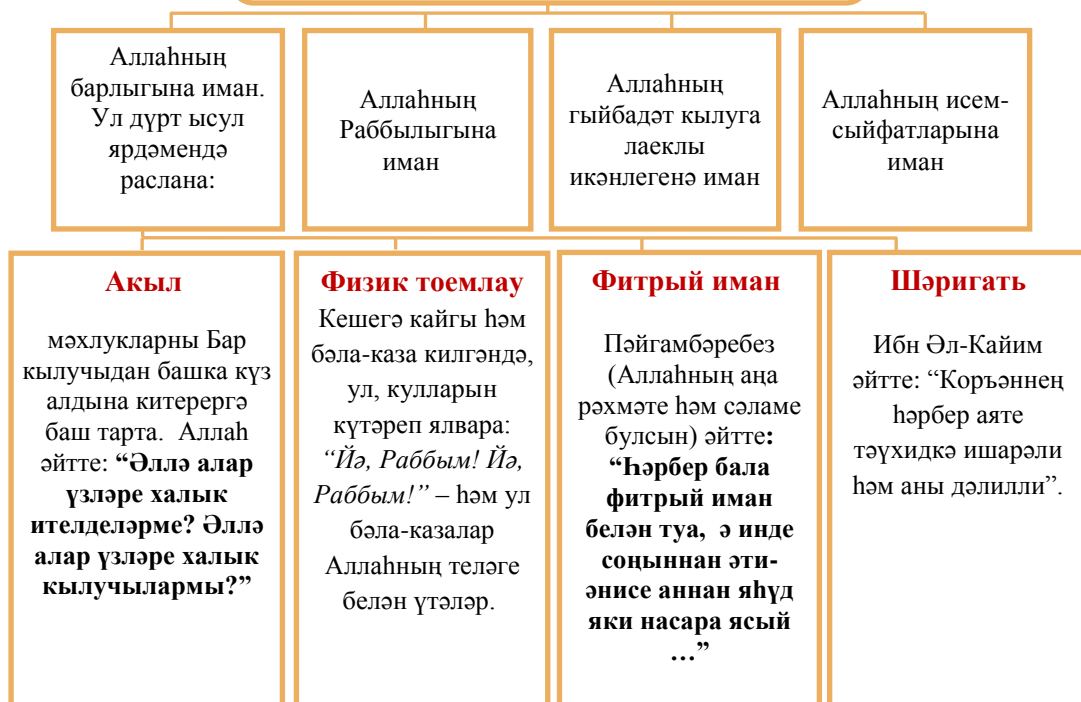 Аллаһның
барлыгына иман.
Ул дүрт ысул
ярдәмендә
раслана:
Аллаһның
Раббылыгына
иман
Аллаһның
гыйбадәт кылуга
лаеклы
икәнлегенә иман
Аллаһның исем-
сыйфатларына
иман
Акыл
мәхлукларны Бар
кылучыдан башка күз
алдына китерергә
баш тарта. Аллаһ
әйтте: “Әллә алар
үзләре халык
ителделәрме? Әллә
алар үзләре халык
кылучылармы?”
Физик тоемлау
Кешегә кайгы һәм
бәла-каза килгәндә,
ул, кулларын
күтәреп ялвара:
“Йә, Раббым! Йә,
Раббым!” – һәм ул
бәла-казалар
Аллаһның теләге
белән үтәләр.
Фитрый иман
Пәйгамбәребез
(Аллаһның аңа
рәхмәте һәм сәламе
булсын) әйтте:
“Һәрбер бала
фитрый иман
белән туа, ә инде
соңыннан әти-
әнисе аннан яһүд
яки насара ясый
…”
Шәригать
Ибн Әл-Кайим
әйтте: “Коръәннең
һәрбер аяте
тәүхидкә ишарәли
һәм аны дәлилли”.